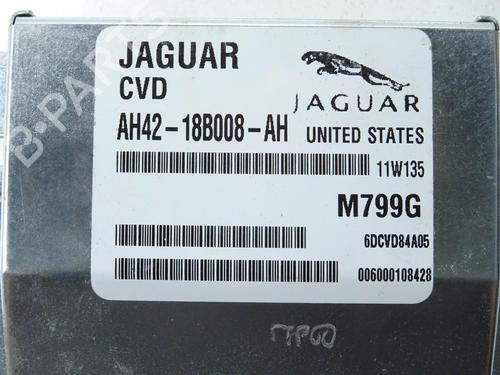 JAGUAR
CVD
JAGUAR
AH42-18B008-AH
UNITED STATES
11W135
M799G
6DCVD84A05
006000108428
B-PARTS